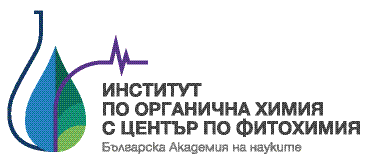 ИНСТИТУТ
ПО ОРГАНИЧНА ХИМИЯ
С ЦЕНТЪР ПО ФИТОХИМИЯ
Българска Академия на науките